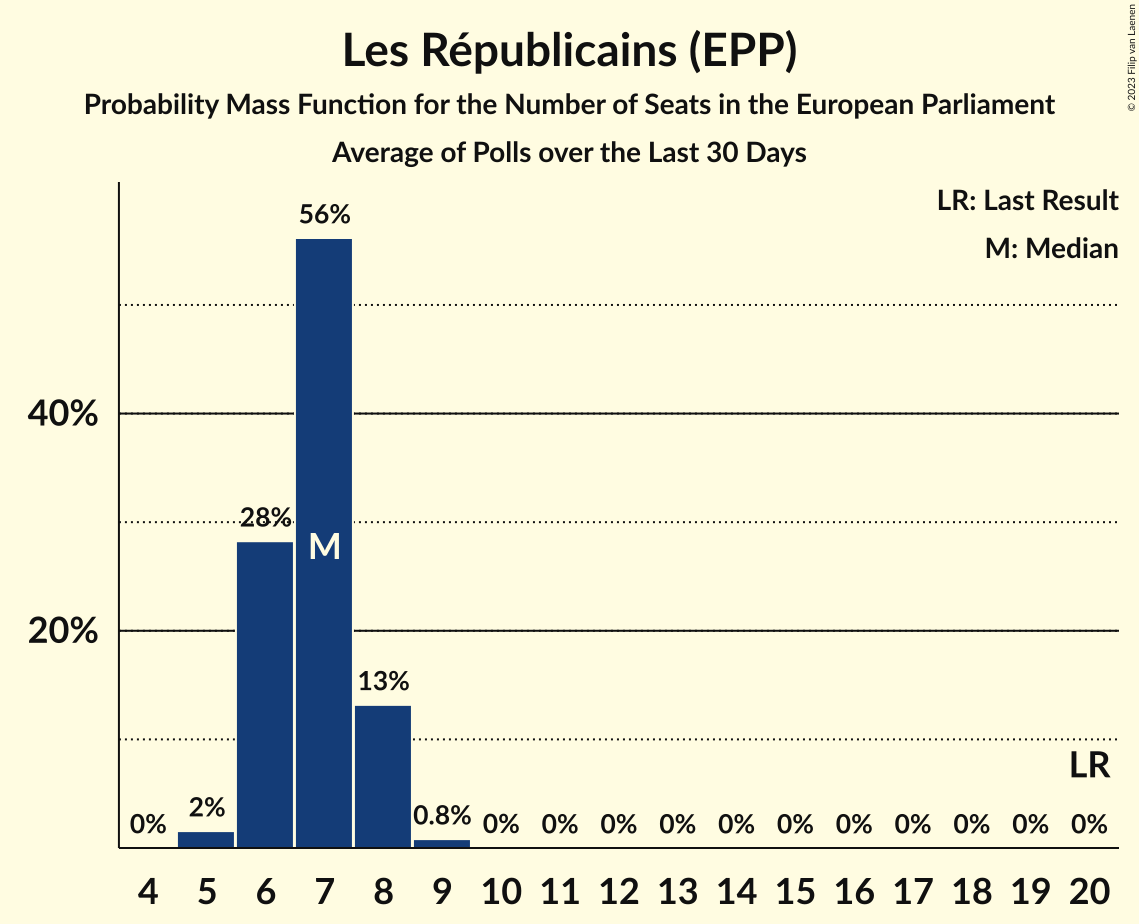 Les Républicains (EPP)
Probability Mass Function for the Number of Seats in the European Parliament
Average of Polls over the Last 30 Days
© 2023 Filip van Laenen
LR: Last Result
M: Median
56%
40%
28%
M
20%
13%
LR
0% 2% 0.8% 0% 0% 0% 0% 0% 0% 0% 0% 0% 0% 0%
4 5 6 7 8 9 10 11 12 13 14 15 16 17 18 19 20